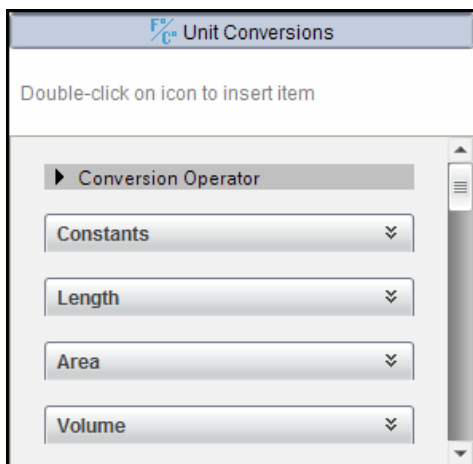 F°/C° Unit Conversions
Double-click on icon to insert item
Conversion Operator
Constants
Length
Area
Volume